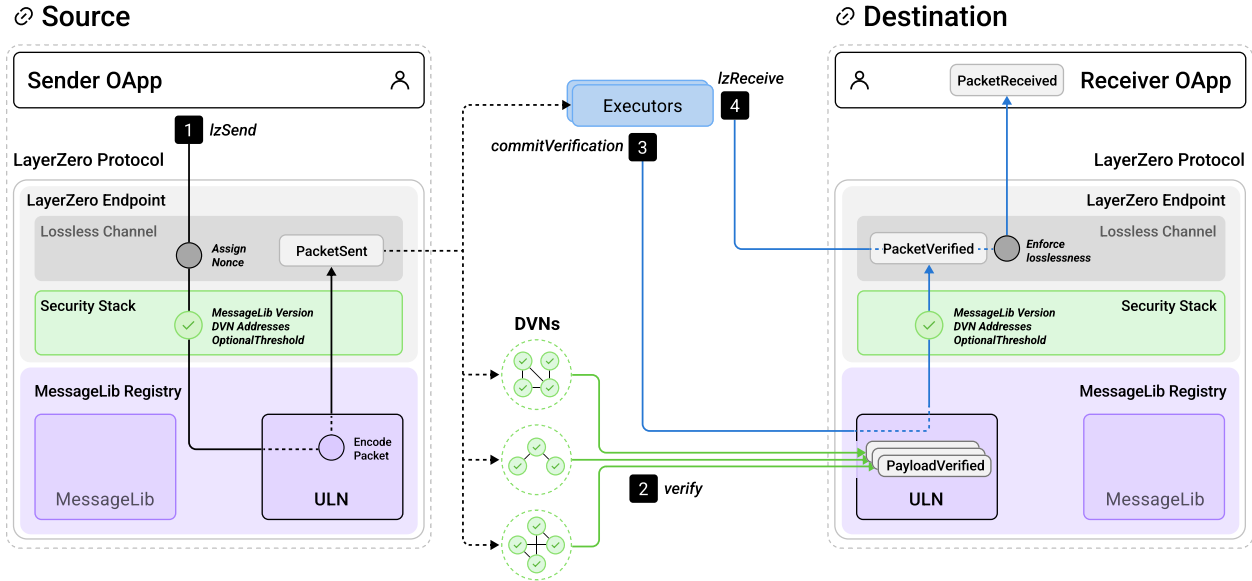 Source
Sender OApp
1 lzSend
LayerZero Protocol
LayerZero Endpoint
Lossless Channel
Assign
Nonce
PacketSent
Security Stack
MessageLib Version
DVN Addresses
OptionalThreshold
MessageLib Registry
MessageLib
Encode
Packet
ULN
Executors
lzReceive
4
commitVerification 3
DVNs
2 verify
Destination
PacketReceived
Receiver OApp
LayerZero Protocol
LayerZero Endpoint
Lossless Channel
PacketVerified
Enforce
losslessness
Security Stack
MessageLib Version
DVN Addresses
OptionalThreshold
MessageLib Registry
PayloadVerified
ULN
MessageLib